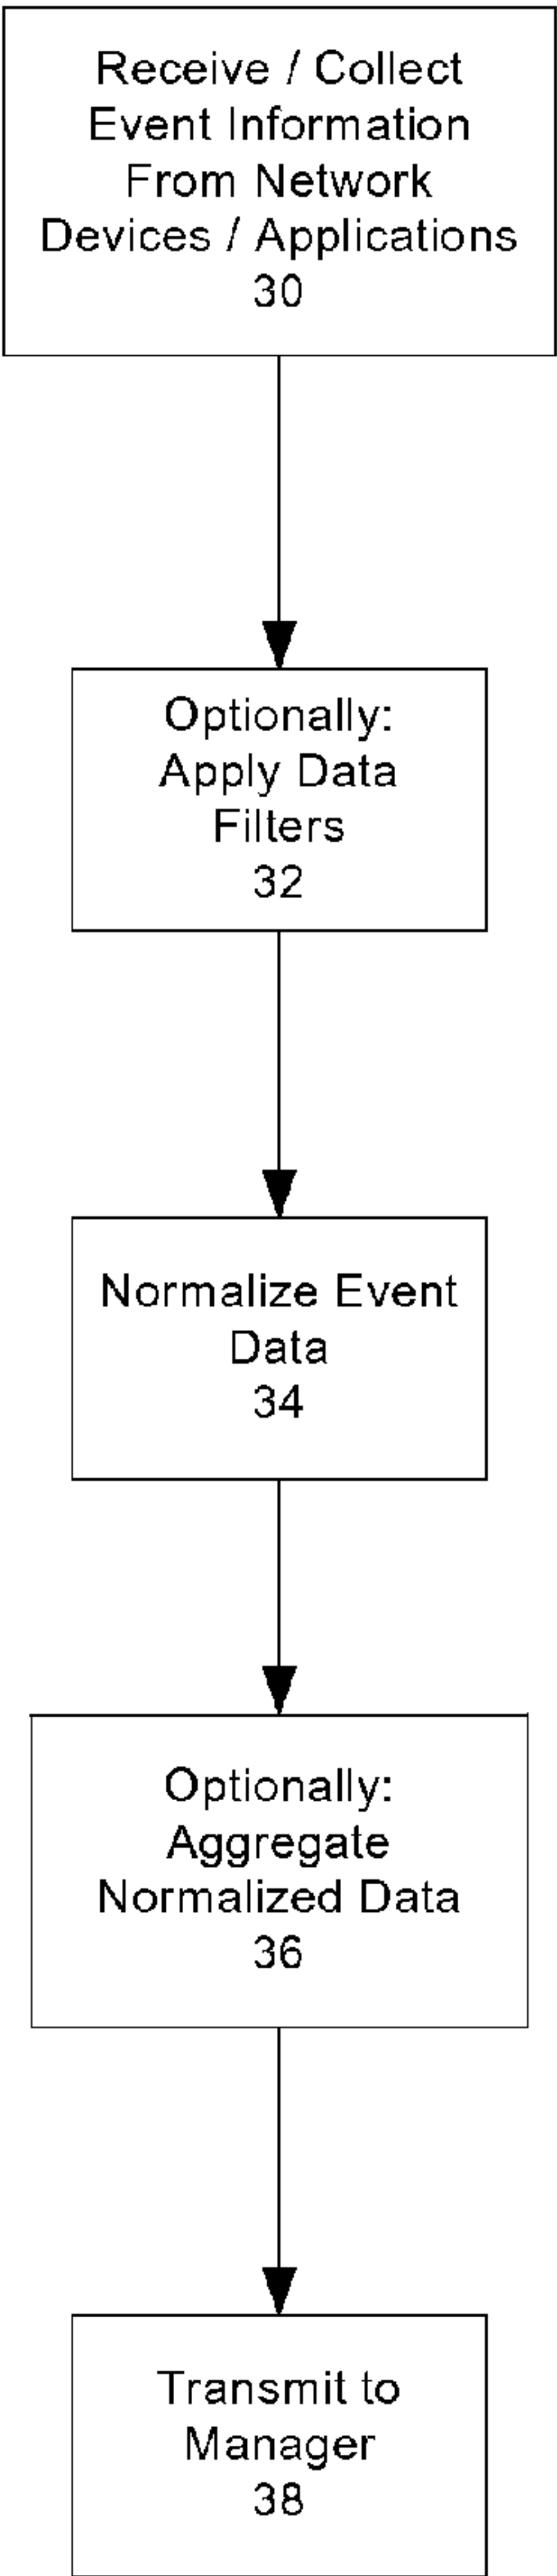 Receive / Collect
Event Information
From Network
Devices / Applications
30
Optionally:
Apply Data
Filters
32
Normalize Event
Data
34
Optionally:
Aggregate
Normalized Data
36
Transmit to
Manager
38